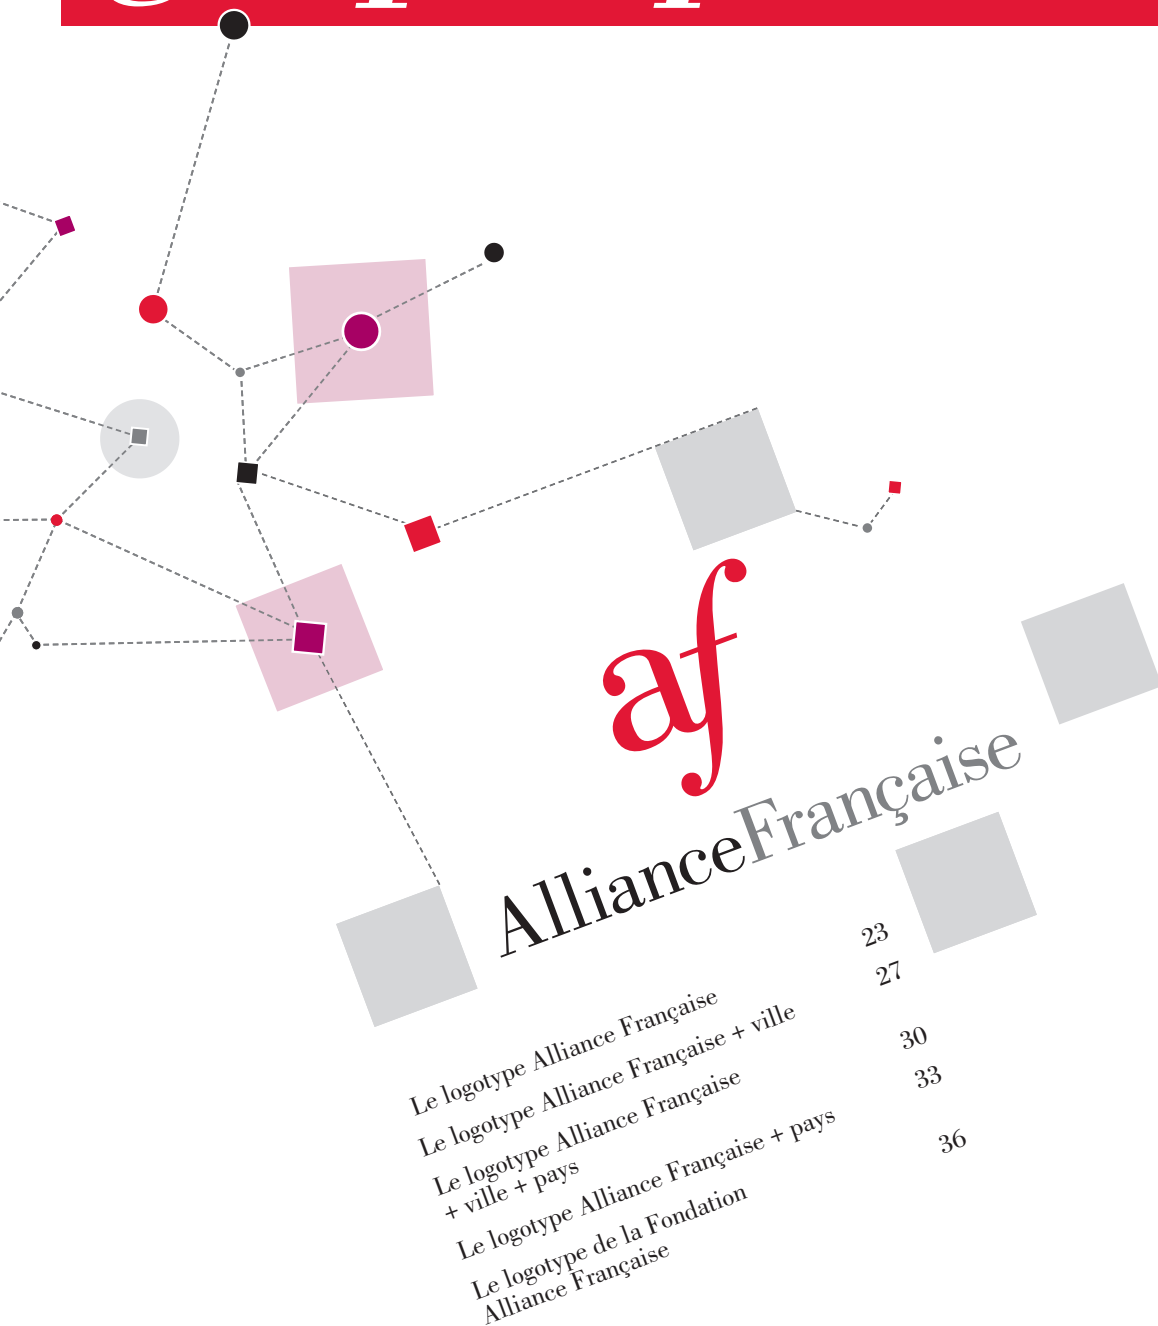 af
AllianceFrançaise
Le logotype Alliance Française 23
Le logotype Alliance Française + ville 27
Le logotype Alliance Française
+ ville + pays 30
Le logotype Alliance Française + pays 33
Le logotype de la Fondation
Alliance Française 36